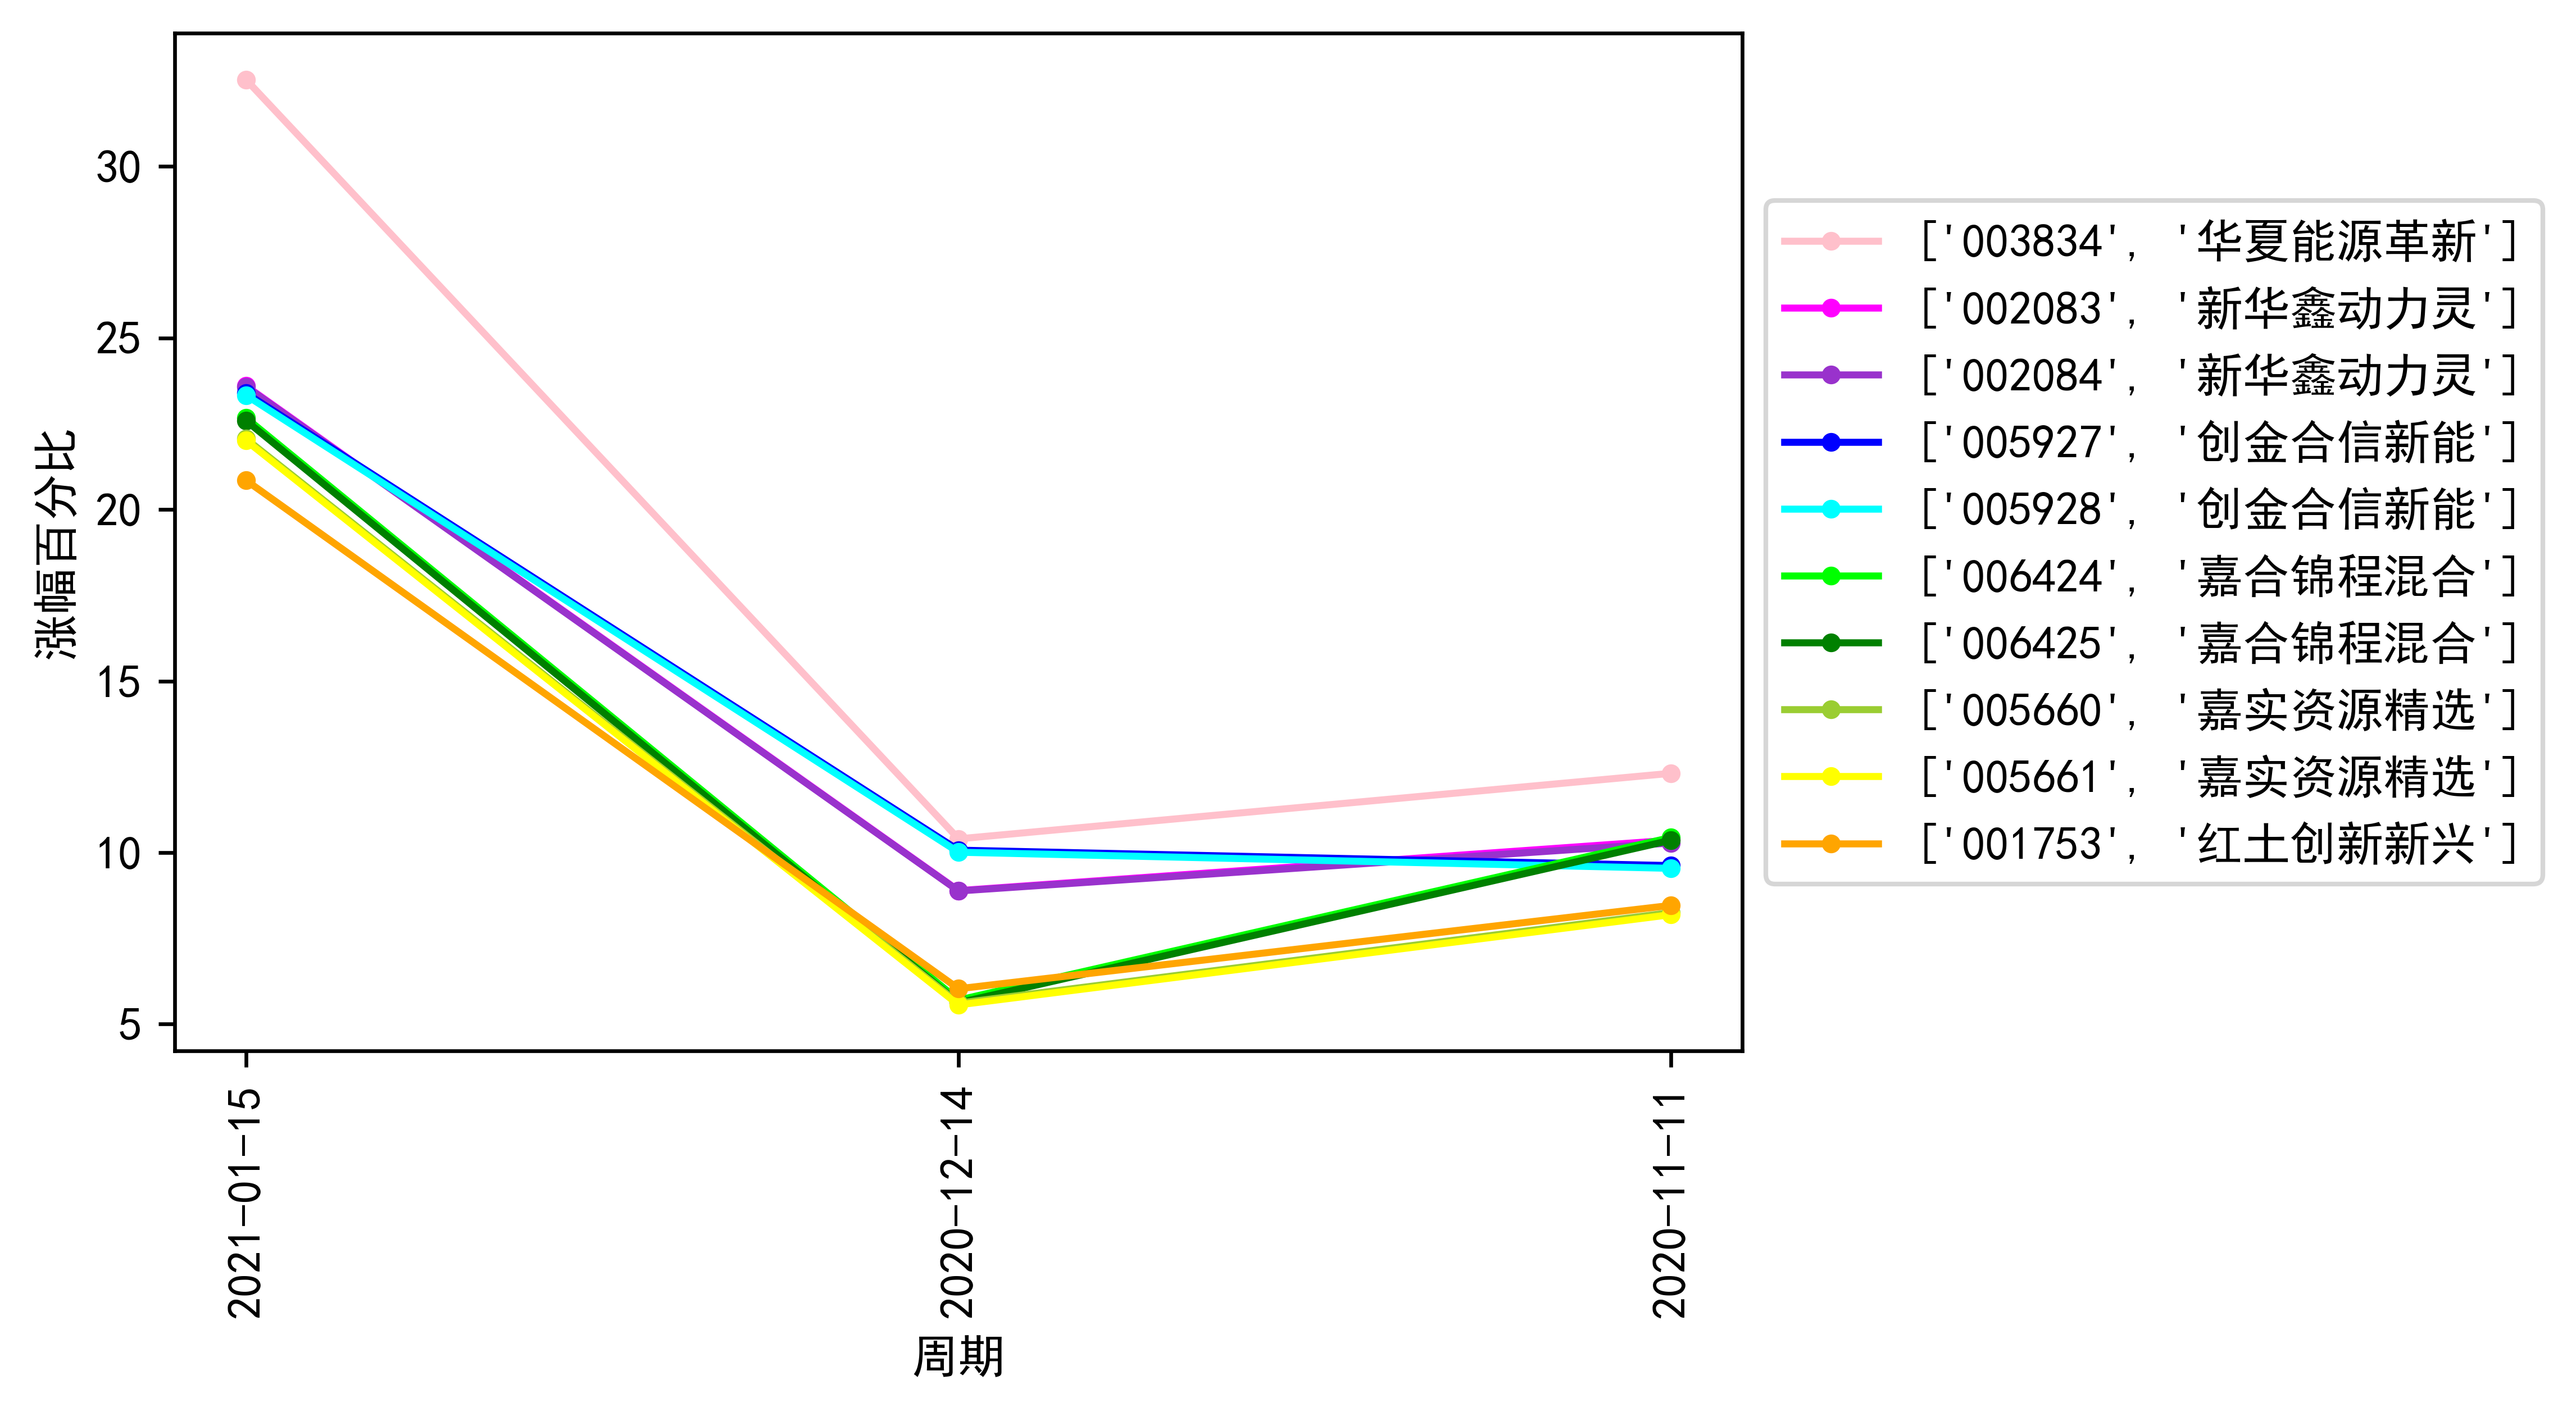 涨幅百分比
30
25
20
15
10
5
2021-01-15
2020-12-14
2020-11-11
周期
['003834', '华夏能源革新']
['002083', '新华鑫动力灵']
['002084', '新华鑫动力灵']
['005927', '创金合信新能']
['005928', '创金合信新能']
['006424', '嘉合锦程混合']
['006425', '嘉合锦程混合']
['005660', '嘉实资源精选']
['005661', '嘉实资源精选']
['001753', '红土创新新兴']